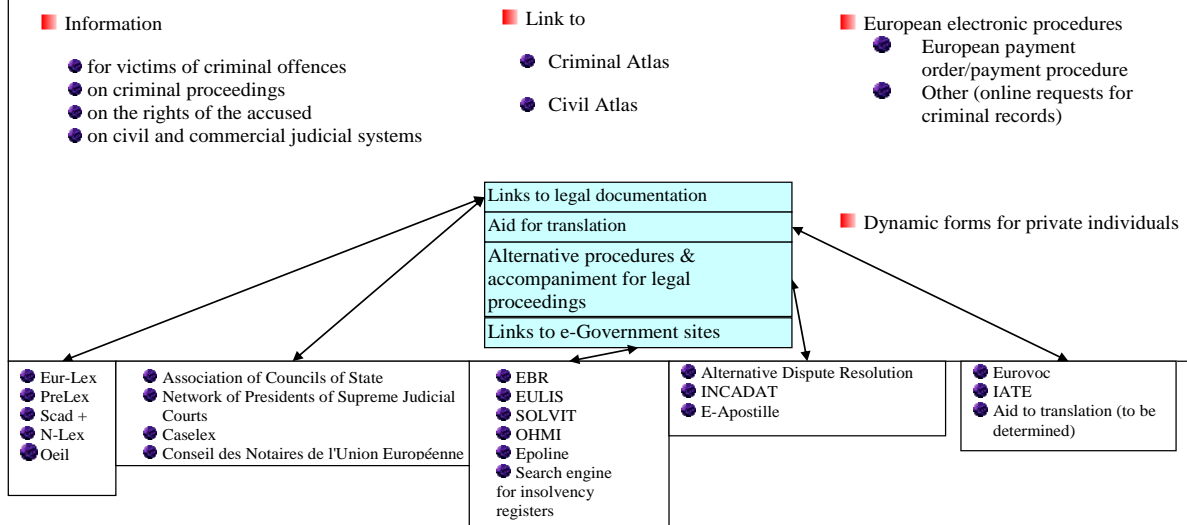 Information
for victims of criminal offences
on criminal proceedings
on the rights of the accused
on civil and commercial judicial systems
Link to
Criminal Atlas
Civil Atlas
European electronic procedures
European payment
order/payment procedure
Other (online requests for
criminal records)
Dynamic forms for private individuals
Links to legal documentation
Aid for translation
Alternative procedures &
accompaniment for legal
proceedings
Links to e-Government sites
Eur-Lex
PreLex
Scad +
N-Lex
Oeil
Association of Councils of State
Network of Presidents of Supreme Judicial
Courts
Caselex
Conseil des Notaires de l'Union Européenne
EBR
EULIS
SOLVIT
OHMI
Epoline
Search engine
for insolvency
registers
Alternative Dispute Resolution
INCADAT
E-Apostille
Eurovoc
IATE
Aid to translation (to be
determined)